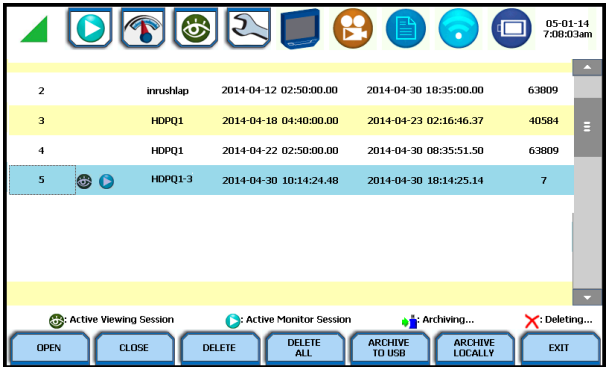 05-01-14
7:08:03am
2 inrushlap 2014-04-12 02:50:00.00 2014-04-30 18:35:00.00 63809
3 HDPQ1 2014-04-18 04:40:00.00 2014-04-23 02:16:46.37 40584
4 HDPQ1 2014-04-22 02:50:00.00 2014-04-30 08:35:51.50 63809
5 HDPQ1-3 2014-04-30 10:14:24.48 2014-04-30 18:14:25.14 7
: Active Viewing Session : Active Monitor Session : Archiving... : Deleting...
OPEN CLOSE DELETE DELETE ALL ARCHIVE TO USB ARCHIVE LOCALLY EXIT